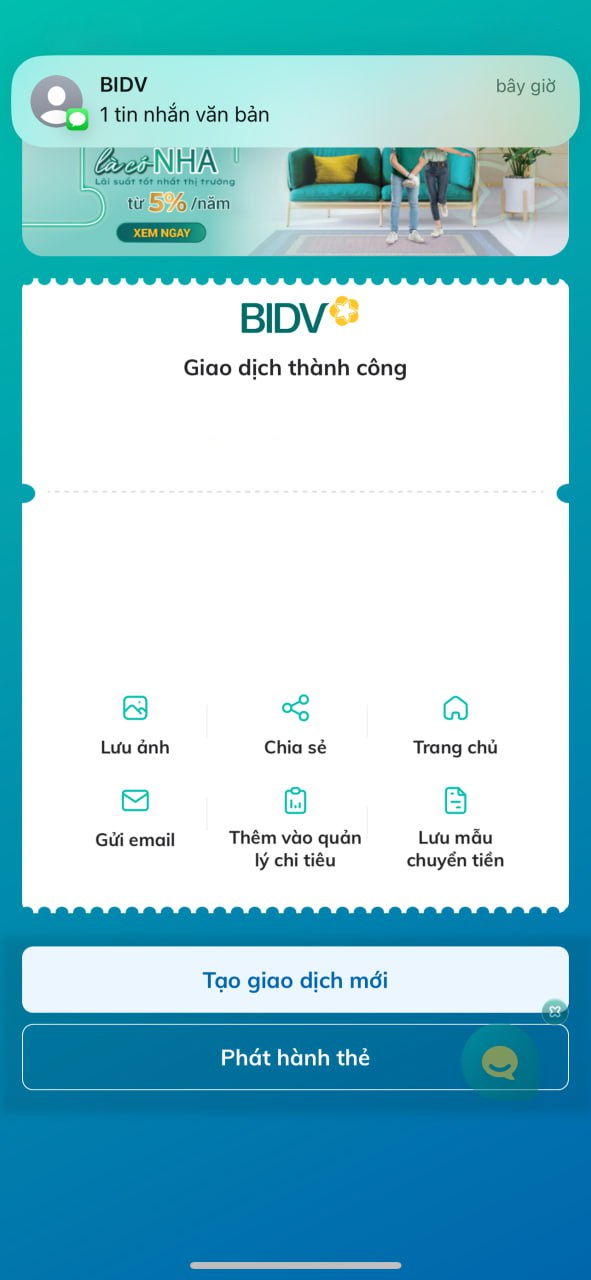 BIDV
bây giờ
1 tin nhắn văn bản
là có NHÀ
Lãi suất tốt nhất thị trường
từ 5% /năm
XEM NGAY
BIDV
Giao dịch thành công
Lưu ảnh
Chia sẻ
Trang chủ
Gửi email
Thêm vào quản
lý chi tiêu
Lưu mẫu
chuyển tiền
Tạo giao dịch mới
Phát hành thẻ